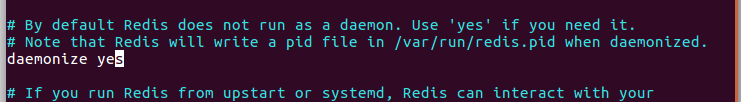 # By default Redis does not run as a daemon. Use 'yes' if you need it.
# Note that Redis will write a pid file in /var/run/redis.pid when daemonized.
daemonize yes
# If you run Redis from upstart or systemd, Redis can interact with your